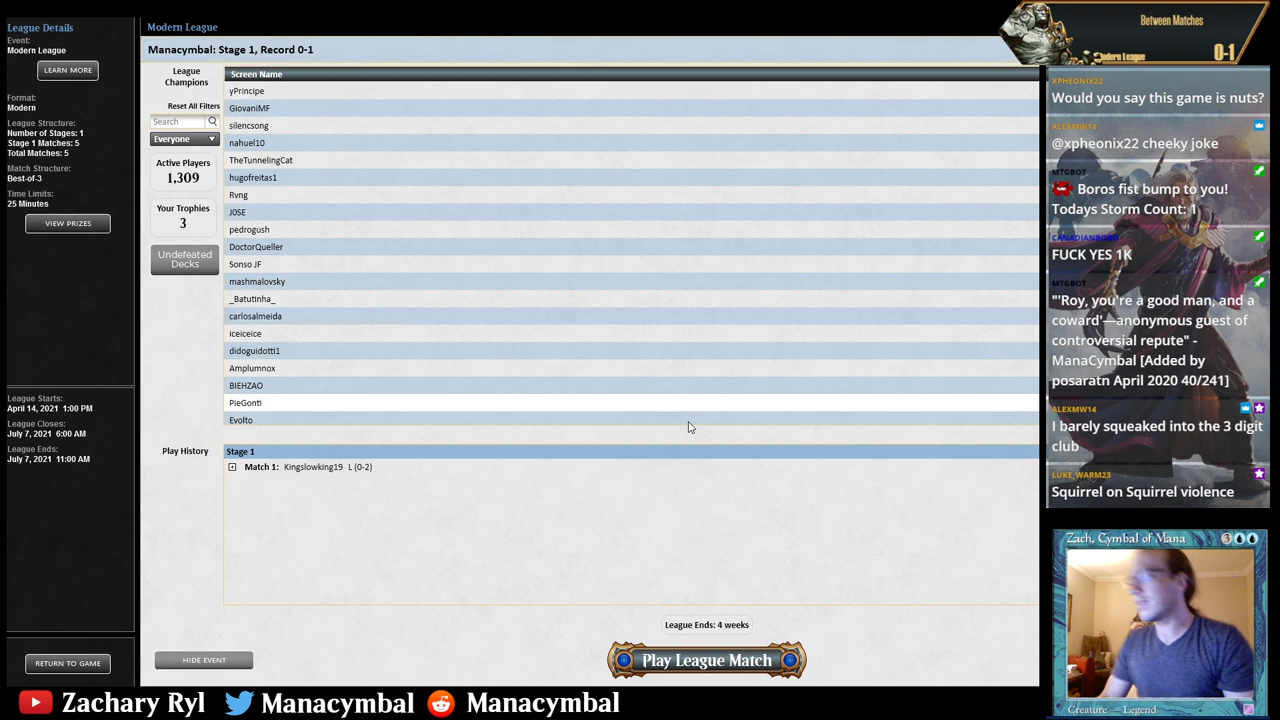 League Details
Event:
Modern League
LEARN MORE
Format:
Modern
League Structure:
Number of Stages: 1
Stage 1 Matches: 5
Total Matches: 5
Match Structure:
Best-of-3
Time Limits:
25 Minutes
VIEW PRIZES
League Starts:
April 14, 2021 1:00 PM
League Closes:
July 7, 2021 6:00 AM
League Ends:
July 7, 2021 11:00 AM
RETURN TO GAME
Modern League
Manacymbal: Stage 1, Record 0-1
League
Champions
Reset All Filters
Search
Everyone
Active Players
1,309
Your Trophies
3
Undefeated
Decks
Screen Name
yPrincipe
GiovaniMF
silencsong
nahuel10
TheTunnelingCat
hugofreitas1
Rvng
J0SE
pedrogush
DoctorQueller
Sonso JF
mashmalovsky
_Batutinha_
carlosalmeida
iceiceice
didoguidotti1
Amplumnox
BIEHZAO
PieGonti
Evolto
Play History
Stage 1
Match 1: Kingslowking19 L (0-2)
League Ends: 4 weeks
HIDE EVENT
Play League Match
Between Matches
Modern League
0-1
XPHEONIX22
Would you say this game is nuts?
ALEXMW14
@xpheonix22 cheeky joke
MTGBOT
Boros fist bump to you!
Todays Storm Count: 1
FUCK YES 1K
MTGBOT
"'Roy, you're a good man, and a
coward'—anonymous guest of
controversial repute" -
ManaCymbal [Added by
posaratn April 2020 40/241]
ALEXMW14
I barely squeaked into the 3 digit
club
LUKE_WARM23
Squirrel on Squirrel violence
Zach, Cymbal of Mana 3
Creature — Legend
Zachary Ryl Manacymbal Manacymbal